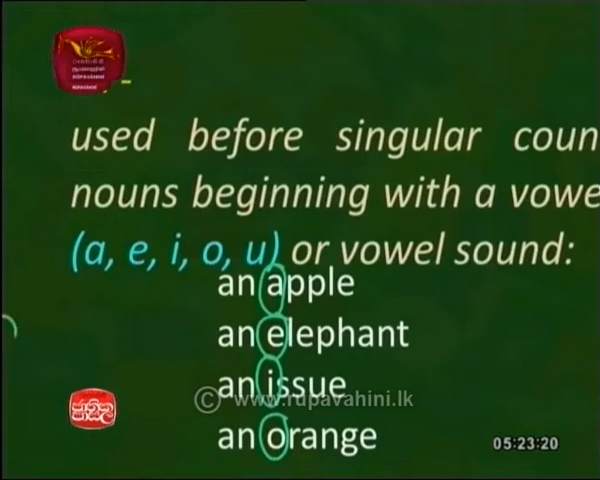 used before singular coun
nouns beginning with a vowe
(a, e, i, o, u) or vowel sound:
an apple
an elephant
an issue
© www.rupavahini.lk
an orange
05:23:20